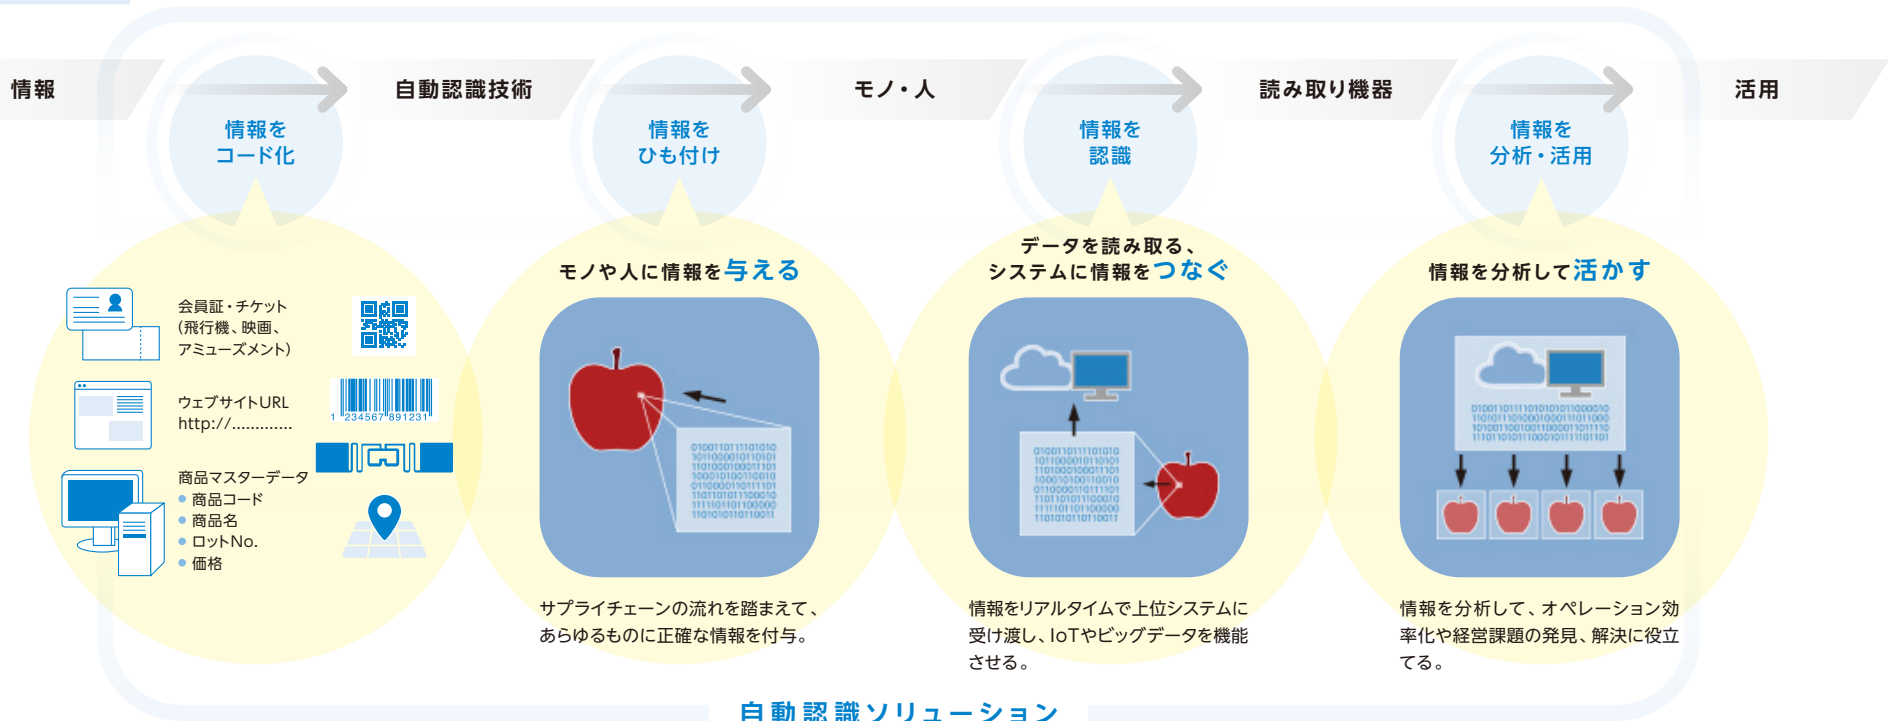 情報
自動認識技術
モノ・人
読み取り機器
活用
情報を
コード化
情報を
ひも付け
情報を
認識
情報を
分析・活用
会員証・チケット
(飛行機、映画、
アミューズメント)
ウェブサイトURL
http://.............
商品マスターデータ
● 商品コード
● 商品名
● ロットNo.
● 価格
1 234567 891231
モノや人に情報を与える
010011011101010
101100001011010
サプライチェーンの流れを踏まえて、
あらゆるものに正確な情報を付与。
データを読み取る、
システムに情報をつなぐ
情報をリアルタイムで上位システムに
受け渡し、IoTやビッグデータを機能
させる。
情報を分析して活かす
情報を分析して、オペレーション効
率化や経営課題の発見、解決に役立
てる。
自動認識ソリューション